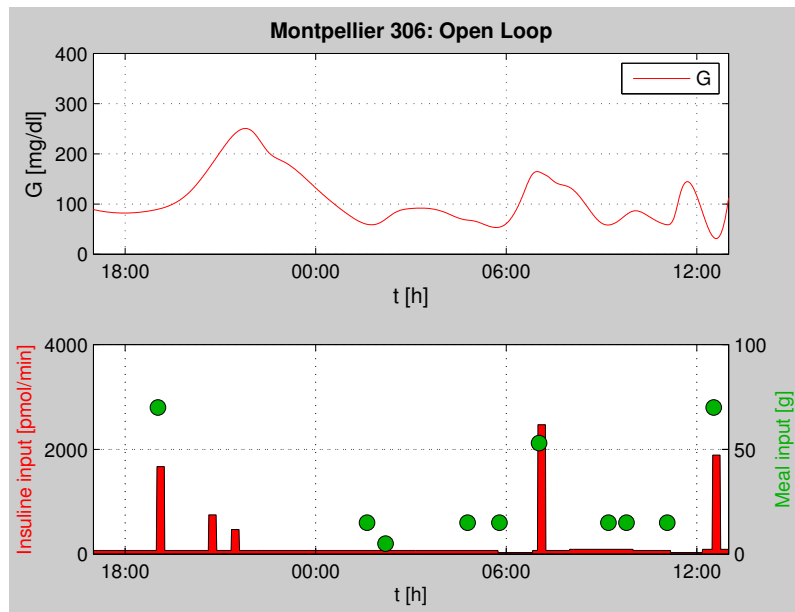 Montpellier 306: Open Loop
G [mg/dl]
400
300
200
100
0
G
18:00 00:00 06:00 12:00
t [h]
Insuline input [pmol/min]
4000
2000
0
100
50
0
Meal input [g]
18:00 00:00 06:00 12:00
t [h]